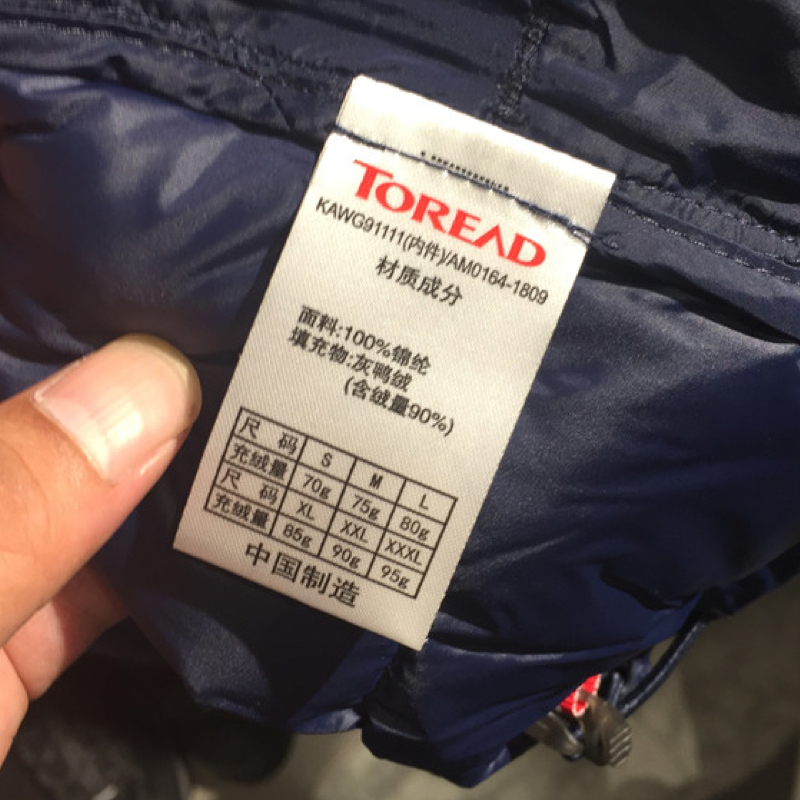 TOREAD
KAWG91111(内件)/AM0164-1809
材质成分
面料:100%锦纶
填充物:灰鸭绒
(含绒量90%)
尺 码 S M L
充绒量 70g 75g 80g
尺 码 XL XXL XXXL
充绒量 85g 90g 95g
中国制造